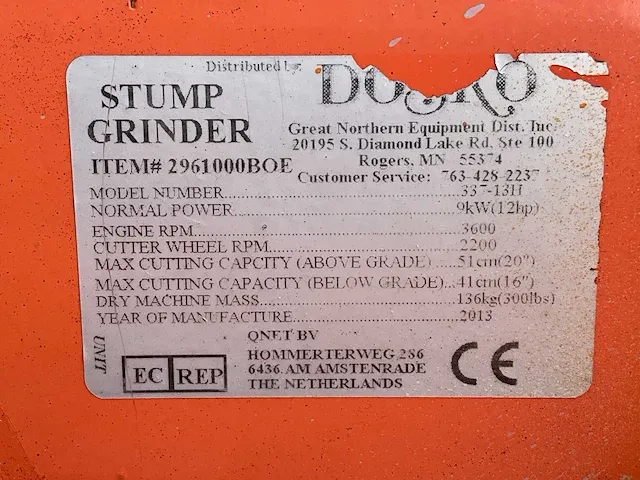 Distributed by:
STUMP
GRINDER
ITEM# 2961000BOE
Great Northern Equipment Dist. Inc.
20195 S. Diamond Lake Rd, Ste 100
Rogers, MN 55374
Customer Service: 763-428-2237
MODEL NUMBER...337-13H
NORMAL POWER...9kW(12hp)
ENGINE RPM...3600
CUTTER WHEEL RPM...2200
MAX CUTTING CAPCITY (ABOVE GRADE)...51cm(20")
MAX CUTTING CAPACITY (BELOW GRADE)...41cm(16")
DRY MACHINE MASS...136kg(300lbs)
YEAR OF MANUFACTURE...2013
UNIT
EC REP
QNET BV
HOMMERTERWEG 286
6436 AM AMSTENRADE
THE NETHERLANDS
CE